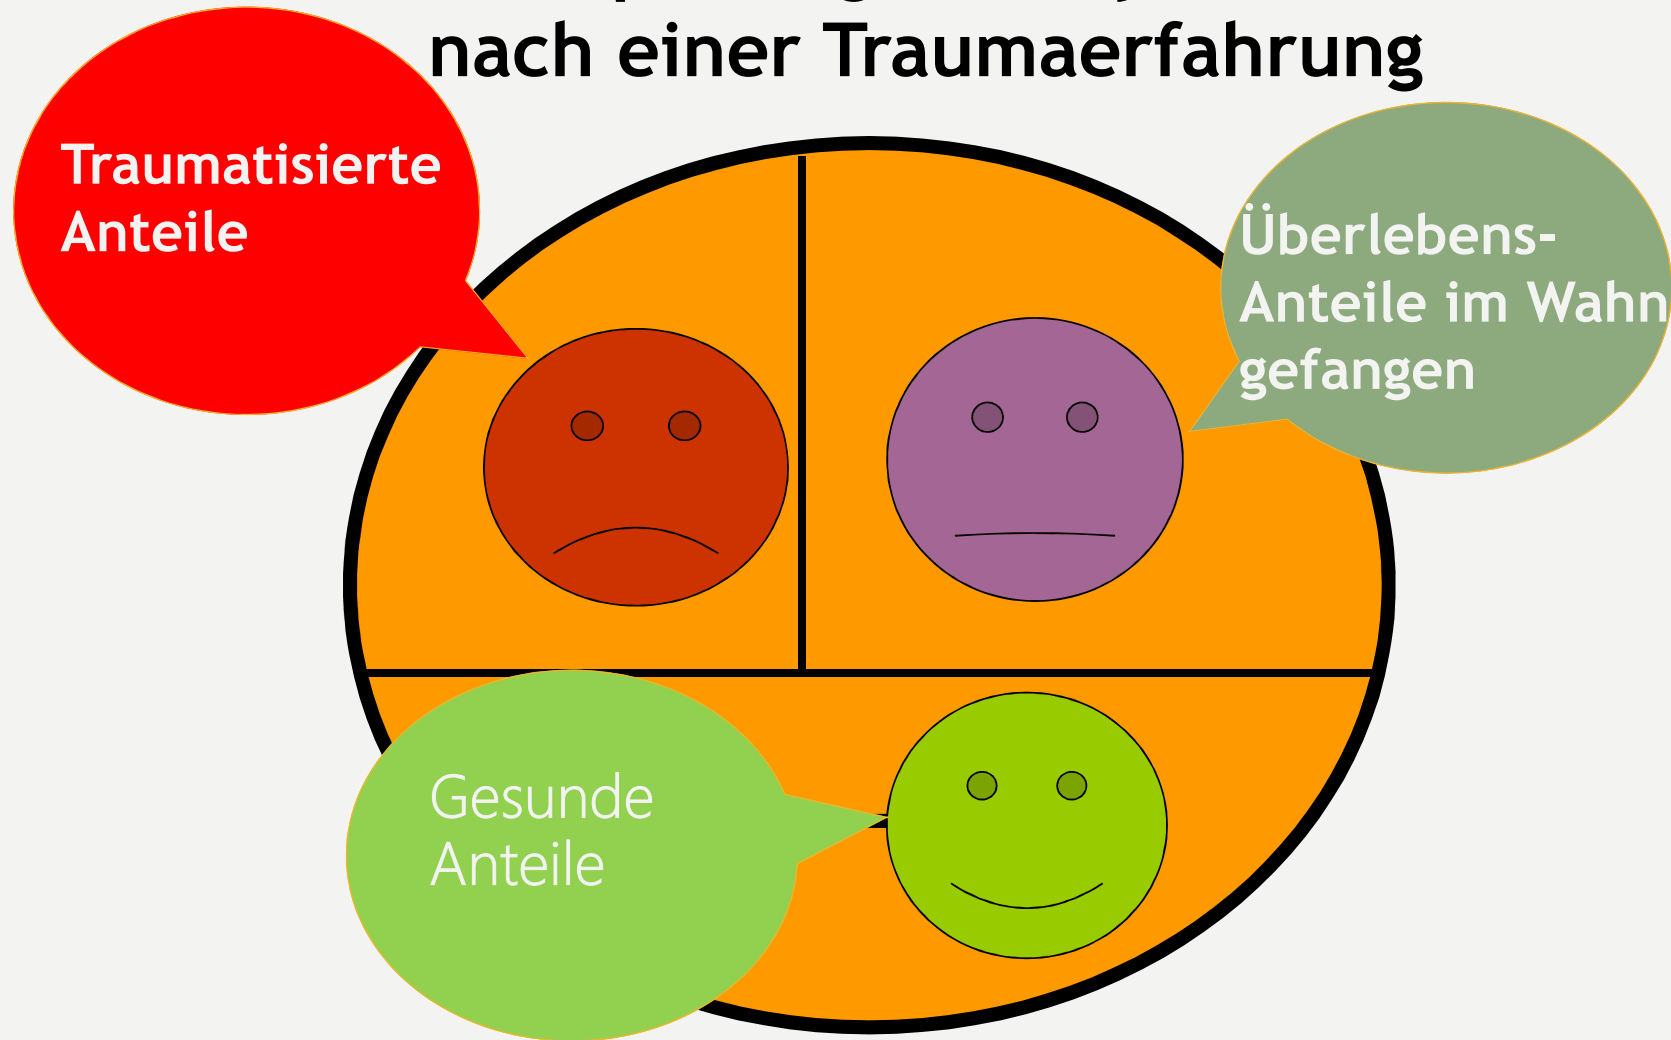 nach einer Traumaerfahrung
Traumatisierte
Anteile
Überlebens-
Anteile im Wahn
gefangen
Gesunde
Anteile